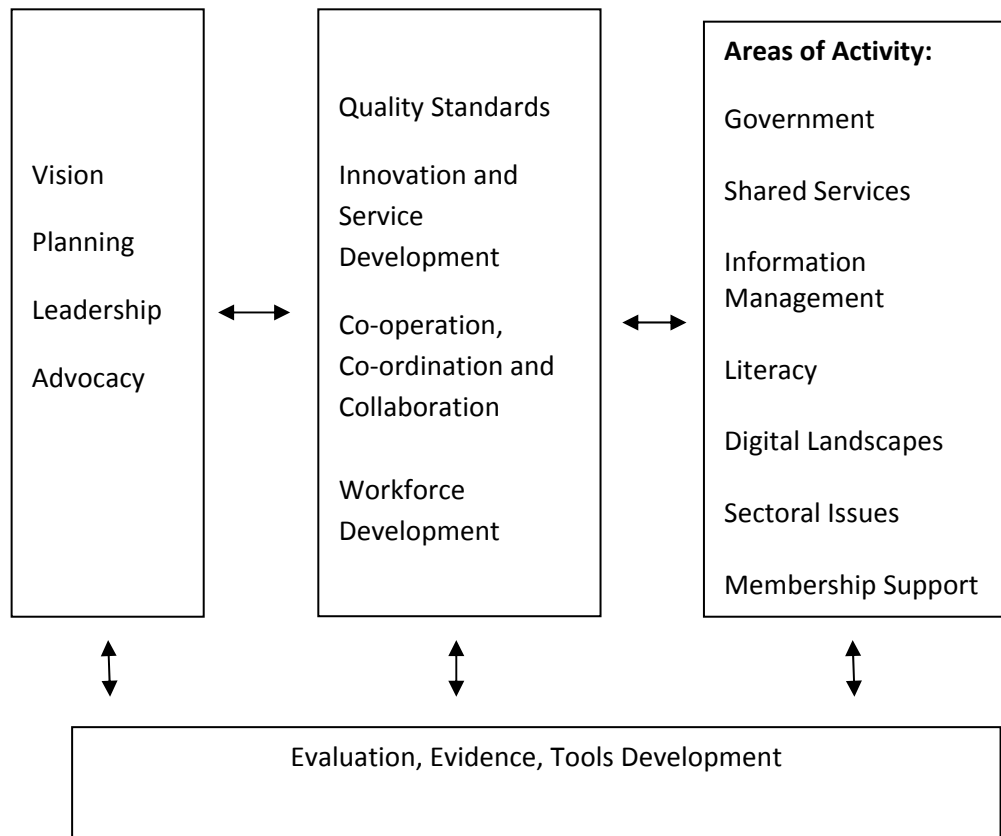 Vision
Planning
Leadership
Advocacy
Quality Standards
Innovation and
Service
Development
Co-operation,
Co-ordination and
Collaboration
Workforce
Development
Areas of Activity:
Government
Shared Services
Information
Management
Literacy
Digital Landscapes
Sectoral Issues
Membership Support
Evaluation, Evidence, Tools Development